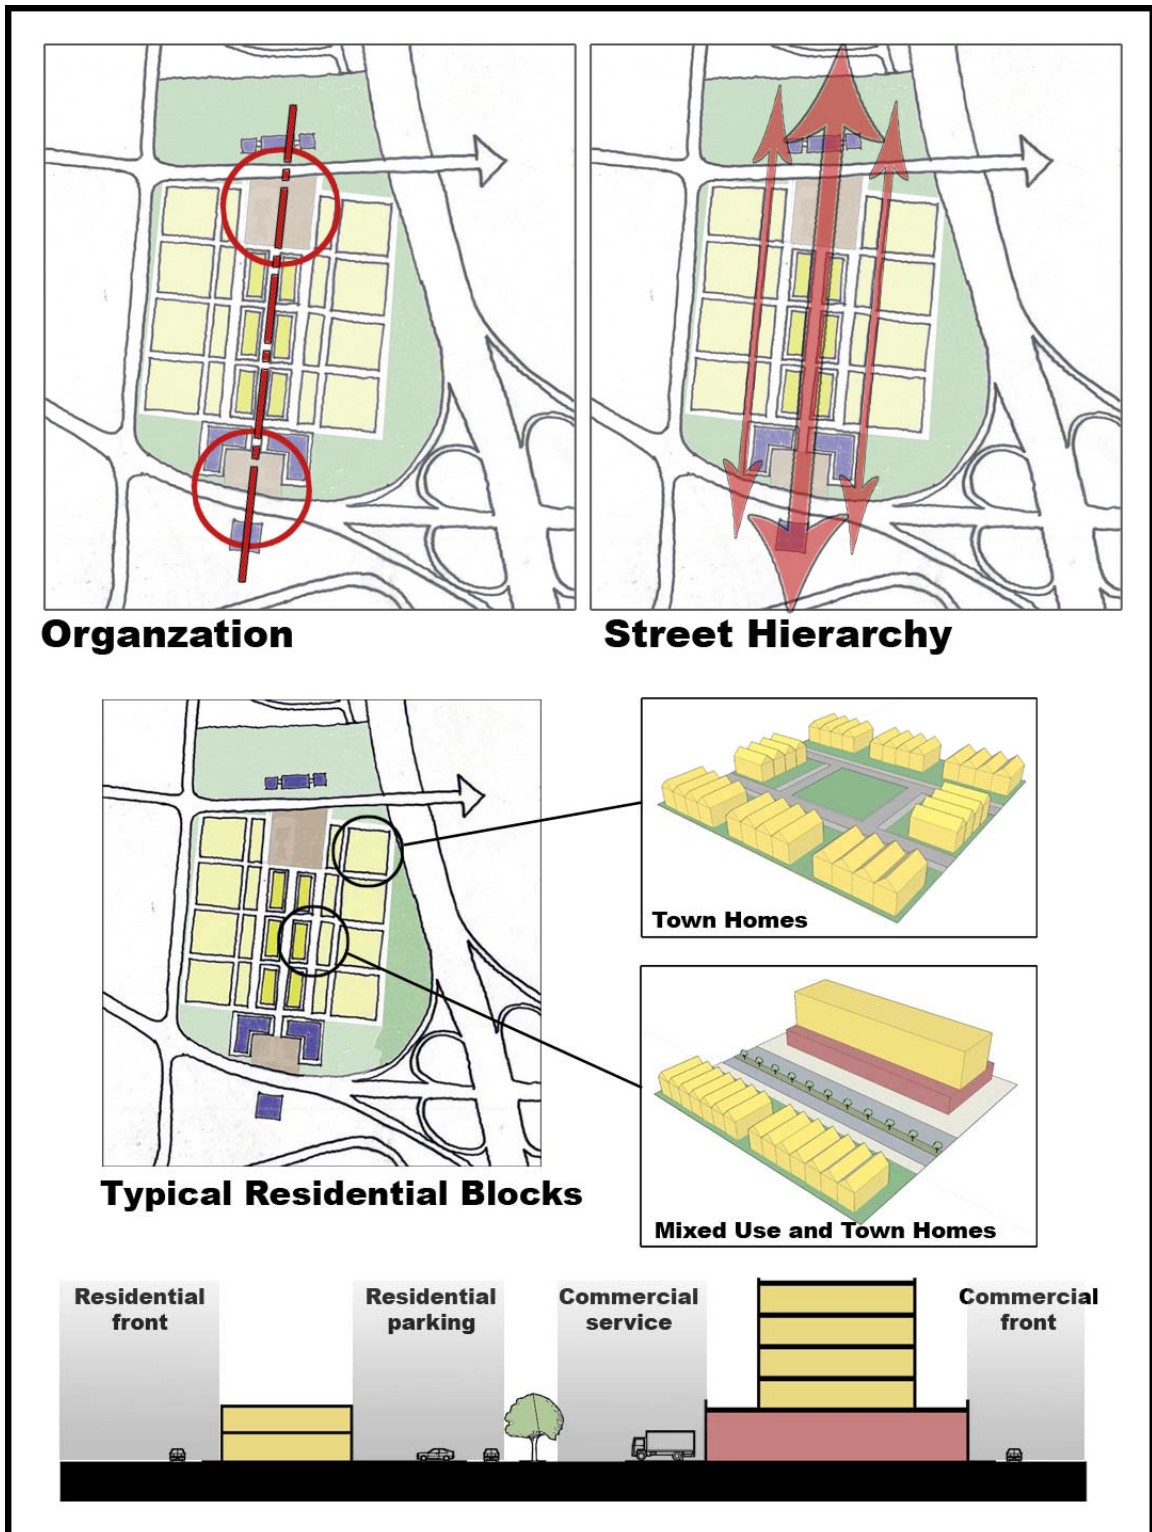 Organzation
Street Hierarchy
Town Homes
Typical Residential Blocks
Mixed Use and Town Homes
Residential
front
Residential
parking
Commercial
service
Commercial
front